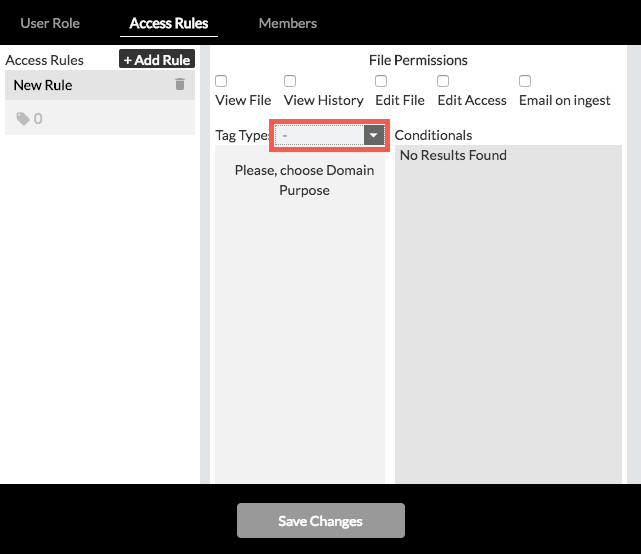 User Role Access Rules Members
Access Rules + Add Rule
New Rule
0
File Permissions
View File View History Edit File Edit Access Email on ingest
Tag Type: - Conditionals
Please, choose Domain
Purpose
No Results Found
Save Changes